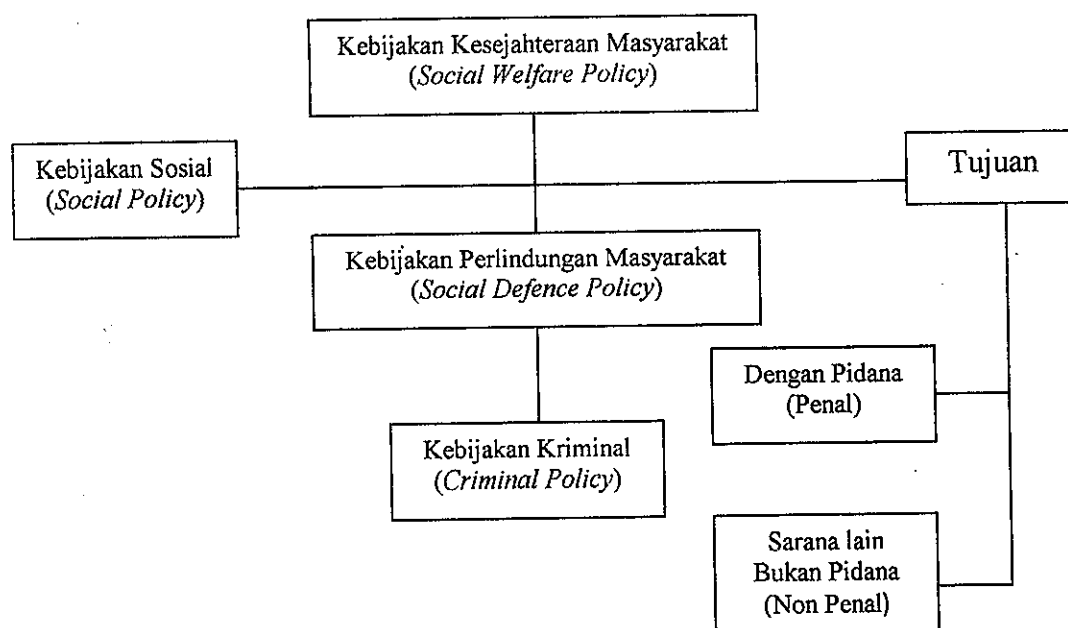 Kebijakan Kesejahteraan Masyarakat
(Social Welfare Policy)
Kebijakan Sosial
(Social Policy)
Tujuan
Kebijakan Perlindungan Masyarakat
(Social Defence Policy)
Dengan Pidana
(Penal)
Kebijakan Kriminal
(Criminal Policy)
Sarana lain
Bukan Pidana
(Non Penal)